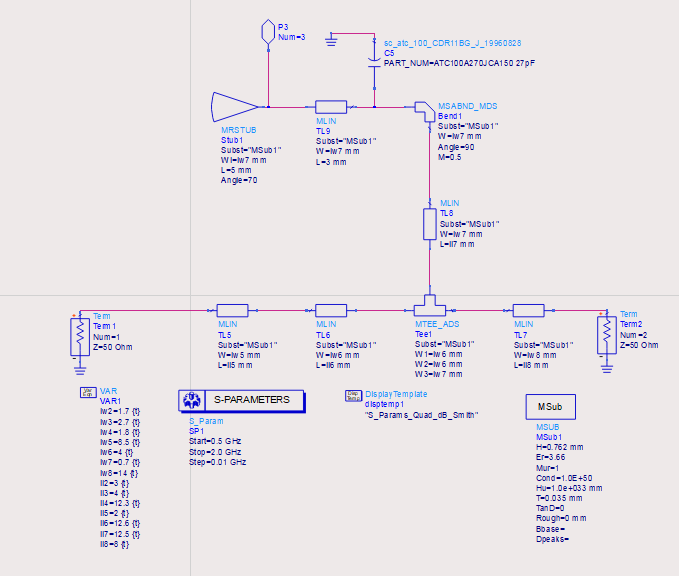 P3
Num=3
sc_atc_100_CDR11BG_J_19960828
C5
PART_NUM=ATC100A270JCA150 27pF
MRSTUB
Stub1
Subst="MSub1"
Wi=lw7 mm
L=5 mm
Angle=70
MLIN
TL9
Subst="MSub1"
W=lw7 mm
L=3 mm
MSABND_MDS
Bend1
Subst="MSub1"
W=lw7 mm
Angle=90
M=0.5
MLIN
TL8
Subst="MSub1"
W=lw7 mm
L=ll7 mm
Term
Term1
Num=1
Z=50 Ohm
MLIN
TL5
Subst="MSub1"
W=lw5 mm
L=ll5 mm
MLIN
TL6
Subst="MSub1"
W=lw6 mm
L=ll6 mm
MTEE_ADS
Tee1
Subst="MSub1"
W1=lw6 mm
W2=lw6 mm
W3=lw7 mm
MLIN
TL7
Subst="MSub1"
W=lw8 mm
L=ll8 mm
Term
Term2
Num=2
Z=50 Ohm
VAR
VAR1
lw2=1.7 {t}
lw3=2.7 {t}
lw4=1.8 {t}
lw5=8.5 {t}
lw6=4 {t}
lw7=0.7 {t}
lw8=14 {t}
ll2=3 {t}
ll3=4 {t}
ll4=12.3 {t}
ll5=2 {t}
ll6=12.6 {t}
ll7=12.5 {t}
ll8=8 {t}
S-PARAMETERS
S_Param
SP1
Start=0.5 GHz
Stop=2.0 GHz
Step=0.01 GHz
DisplayTemplate
disptemp1
"S_Params_Quad_dB_Smith"
MSub
MSUB
MSub1
H=0.762 mm
Er=3.66
Mur=1
Cond=1.0E+50
Hu=1.0e+033 mm
T=0.035 mm
TanD=0
Rough=0 mm
Bbase=
Dpeaks=